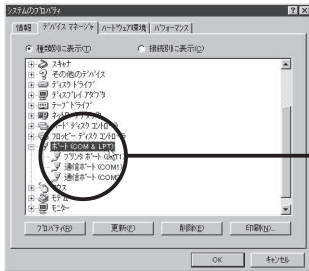 システムのプロパティ
情報 デバイス マネージャ ハードウェア環境 パフォーマンス
種類別に表示(T) 接続別に表示(C)
スキャナ
その他のデバイス
ディスク ドライブ
ディスプレイ アダプタ
テープ ドライブ
ハード ディスク コントローラ
フロッピー ディスク コントローラ
ポート (COM & LPT)
プリンタ ポート (LPT1)
通信ポート (COM1)
通信ポート (COM2)
マウス
モデム
モニター
プロパティ(R) 更新(F) 削除(E) 印刷(N)...
OK キャンセル